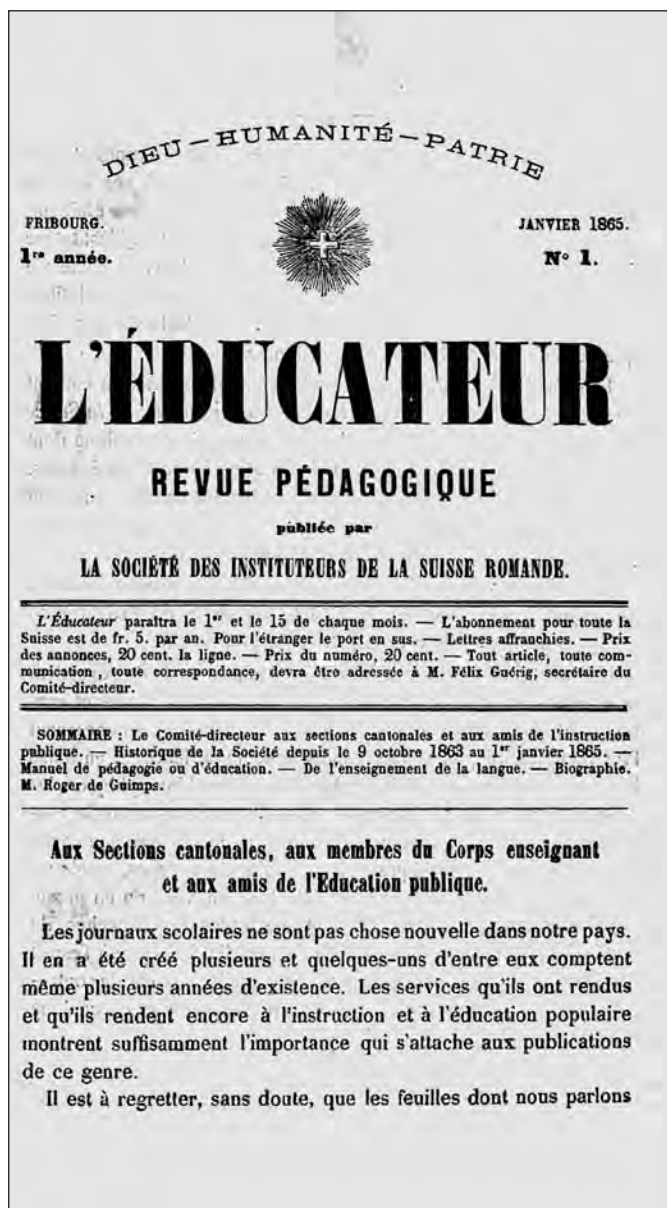 DIEU — HUMANITÉ — PATRIE
FRIBOURG.
JANVIER 1865.
1re année.
N° 1.
L'ÉDUCATEUR
REVUE PÉDAGOGIQUE
publiée par
LA SOCIÉTÉ DES INSTITUTEURS DE LA SUISSE ROMANDE.
L'Éducateur paraîtra le 1er et le 15 de chaque mois. — L'abonnement pour toute la
Suisse est de fr. 5. par an. Pour l'étranger le port en sus. — Lettres affranchies. — Prix
des annonces, 20 cent. la ligne. — Prix du numéro, 20 cent. — Tout article, toute com-
munication, toute correspondance, devra être adressée à M. Félix Guérig, secrétaire du
Comité-directeur.
SOMMAIRE : Le Comité-directeur aux sections cantonales et aux amis de l'instruction
publique. — Historique de la Société depuis le 9 octobre 1863 au 1er janvier 1865. —
Manuel de pédagogie ou d'éducation. — De l'enseignement de la langue. — Biographie.
M. Roger de Guimps.
Aux Sections cantonales, aux membres du Corps enseignant
et aux amis de l'Education publique.
Les journaux scolaires ne sont pas chose nouvelle dans notre pays.
Il en a été créé plusieurs et quelques-uns d'entre eux comptent
même plusieurs années d'existence. Les services qu'ils ont rendus
et qu'ils rendent encore à l'instruction et à l'éducation populaire
montrent suffisamment l'importance qui s'attache aux publications
de ce genre.
Il est à regretter, sans doute, que les feuilles dont nous parlons